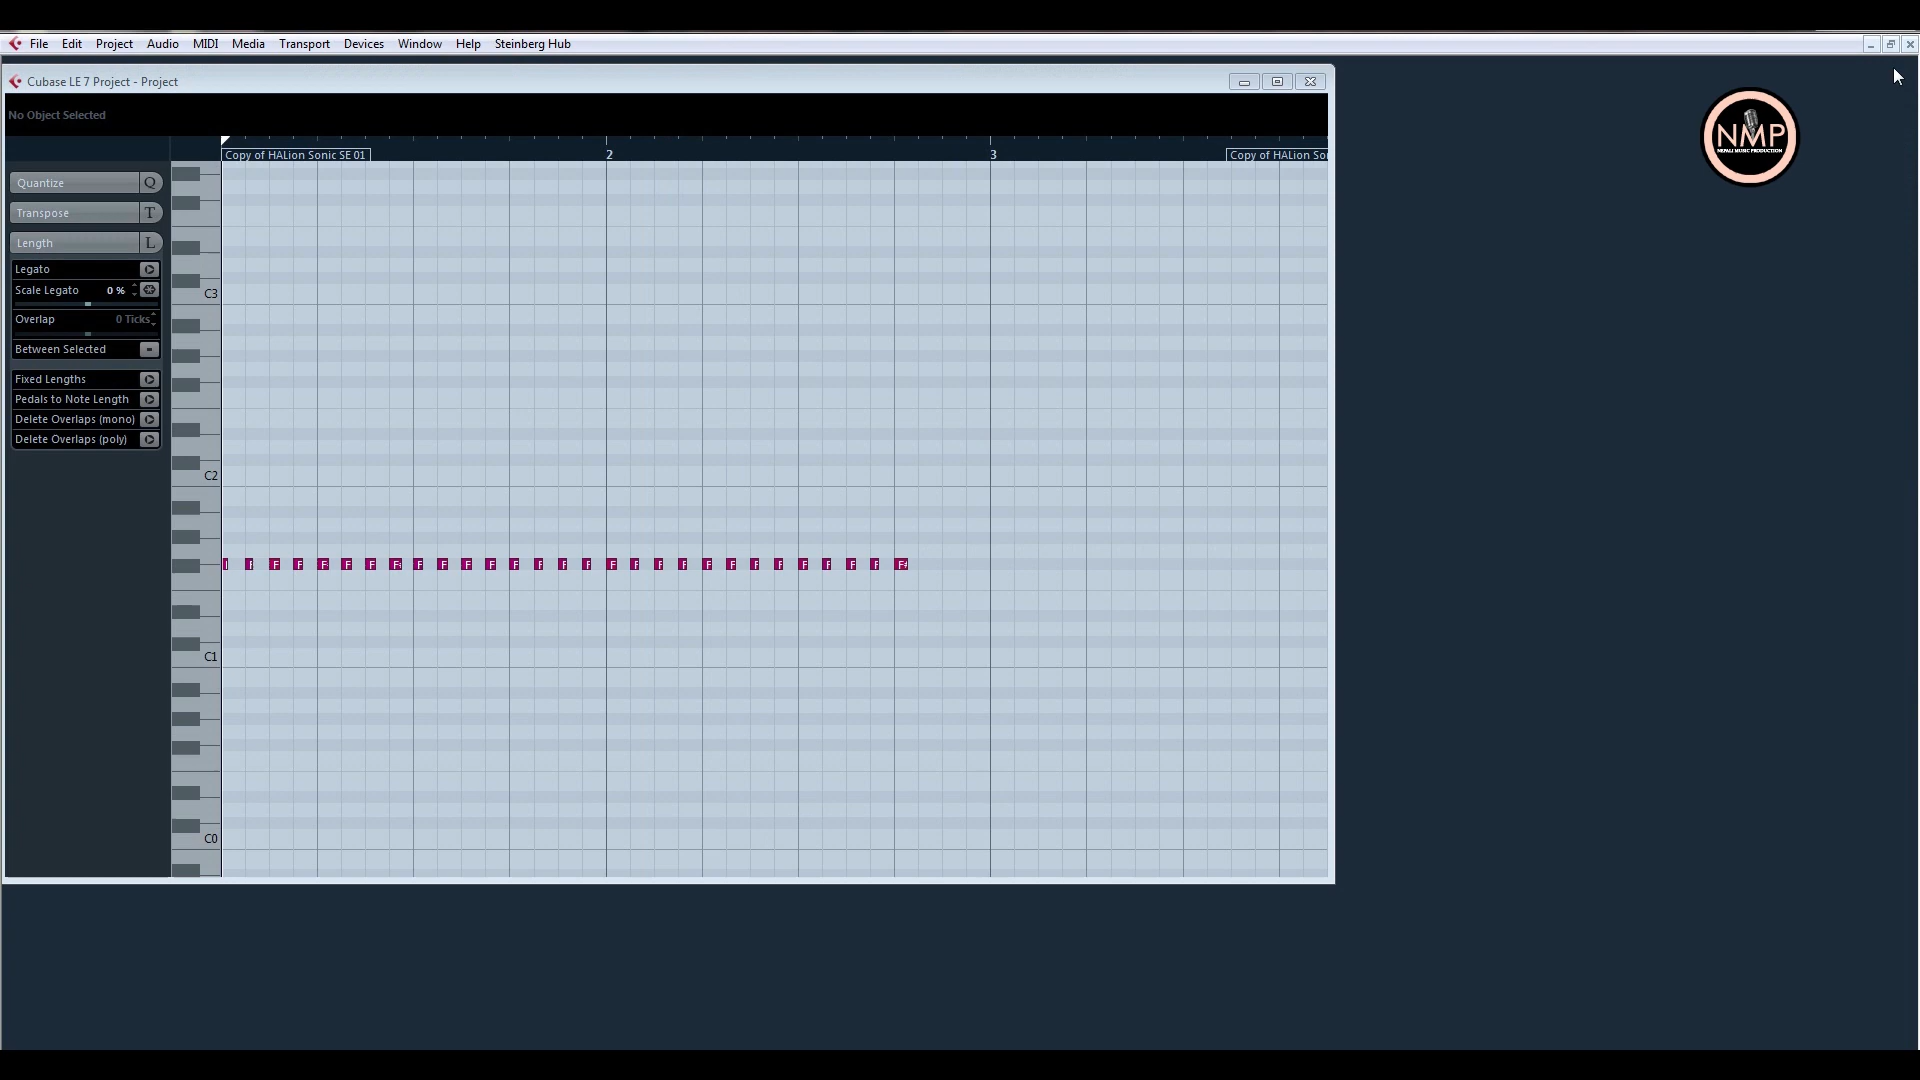 File Edit Project Audio MIDI Media Transport Devices Window Help Steinberg Hub
Cubase LE 7 Project - Project
No Object Selected
Copy of HALion Sonic SE 01 2 3 Copy of HALion So
Quantize Q
Transpose T
Length L
Legato
Scale Legato 0 %
Overlap 0 Ticks
Between Selected
Fixed Lengths
Pedals to Note Length
Delete Overlaps (mono)
Delete Overlaps (poly)
C3
C2
F F F F F F F F F F F F F F F F F F F F F F F F F F F#
C1
C0
NMP
NEPALI MUSIC PRODUCTION